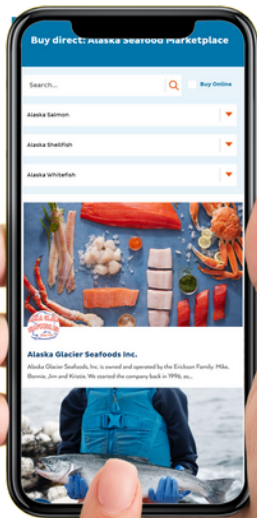 Buy direct: Alaska Seafood Marketplace
Search...
Buy Online
Alaska Salmon
Alaska Shellfish
Alaska Whitefish
Alaska Glacier Seafoods Inc.
Alaska Glacier Seafoods, Inc. is owned and operated by the Erickson Family: Mike,
Bonnie, Jim and Kristie. We started the company back in 1996, as...